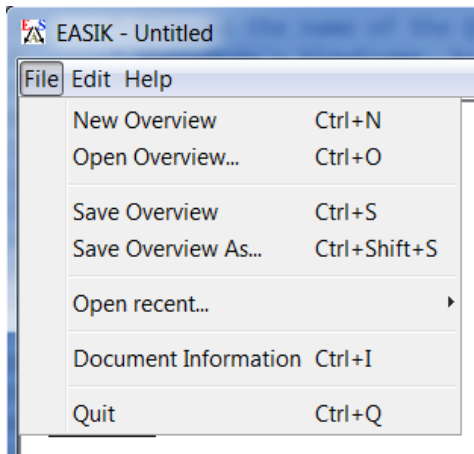 EASIK - Untitled
File Edit Help
New Overview Ctrl+N
Open Overview... Ctrl+O
Save Overview Ctrl+S
Save Overview As... Ctrl+Shift+S
Open recent...
Document Information Ctrl+I
Quit Ctrl+Q